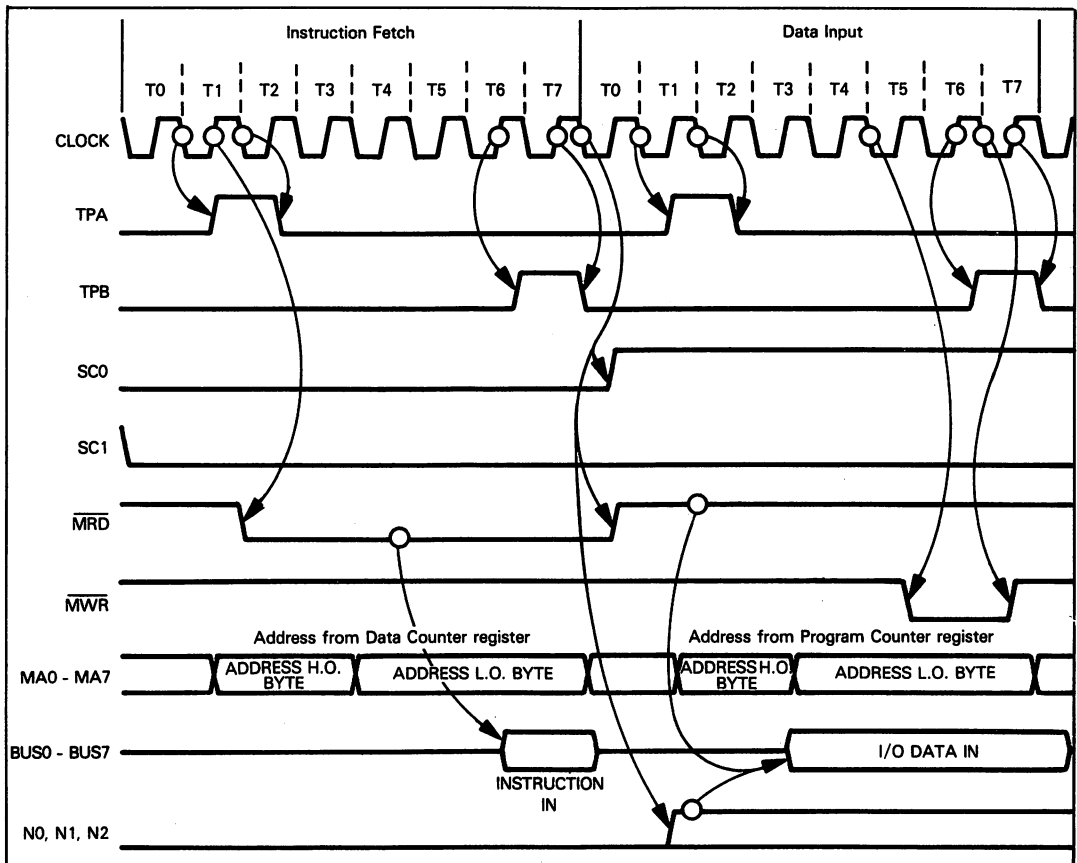 Instruction Fetch
Data Input
T0 T1 T2 T3 T4 T5 T6 T7 T0 T1 T2 T3 T4 T5 T6 T7
CLOCK
TPA
TPB
SC0
SC1
MRD
MWR
Address from Data Counter register
Address from Program Counter register
MA0 - MA7
ADDRESS H.O.
BYTE
ADDRESS L.O. BYTE
ADDRESS H.O.
BYTE
ADDRESS L.O. BYTE
BUS0 - BUS7
I/O DATA IN
INSTRUCTION
IN
N0, N1, N2